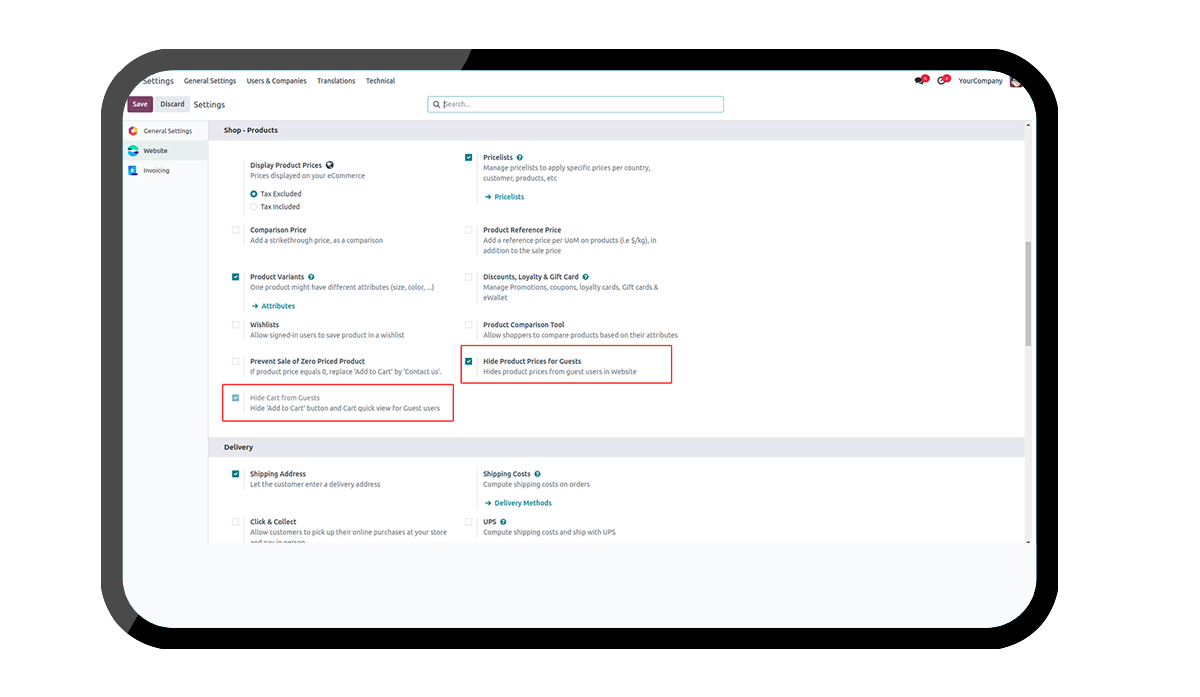 Settings General Settings Users & Companies Translations Technical YourCompany
Save Discard Settings Search...
General Settings
Website
Invoicing
Shop - Products
Display Product Prices
Prices displayed on your eCommerce
Tax Excluded
Tax Included
Pricelists
Manage pricelists to apply specific prices per country,
customer, products, etc
Pricelists
Comparison Price
Add a strikethrough price, as a comparison
Product Reference Price
Add a reference price per UoM on products (i.e $/kg), in
addition to the sale price
Product Variants
One product might have different attributes (size, color, ...)
Attributes
Discounts, Loyalty & Gift Card
Manage Promotions, coupons, loyalty cards, Gift cards &
eWallet
Wishlists
Allow signed-in users to save product in a wishlist
Product Comparison Tool
Allow shoppers to compare products based on their attributes
Prevent Sale of Zero Priced Product
If product price equals 0, replace 'Add to Cart' by 'Contact us'.
Hide Product Prices for Guests
Hides product prices from guest users in Website
Hide Cart from Guests
Hide 'Add to Cart' button and Cart quick view for Guest users
Delivery
Shipping Address
Let the customer enter a delivery address
Shipping Costs
Compute shipping costs on orders
Delivery Methods
Click & Collect
Allow customers to pick up their online purchases at your store
and pay in person
UPS
Compute shipping costs and ship with UPS